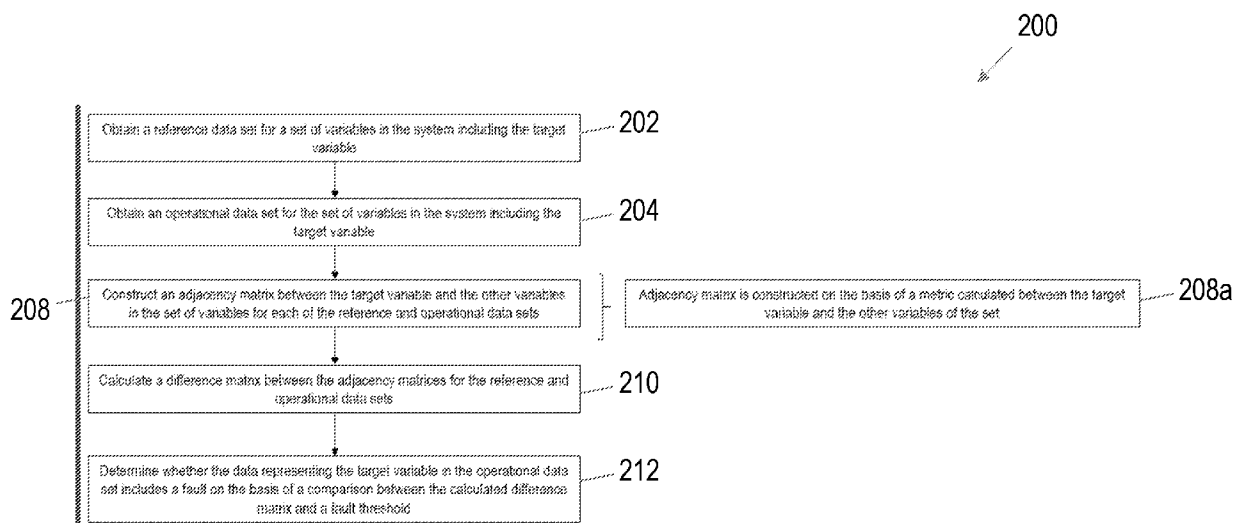 200
Obtain a reference data set for a set of variables in the system including the target
variable
202
Obtain an operational data set for the set of variables in the system including the
target variable
204
208
Construct an adjacency matrix between the target variable and the other variables
in the set of variables for each of the reference and operational data sets
Adjacency matrix is constructed on the basis of a metric calculated between the target
variable and the other variables of the set
208a
Calculate a difference matrix between the adjacency matrices for the reference and
operational data sets
210
Determine whether the data representing the target variable in the operational data
set includes a fault on the basis of a comparison between the calculated difference
matrix and a fault threshold
212